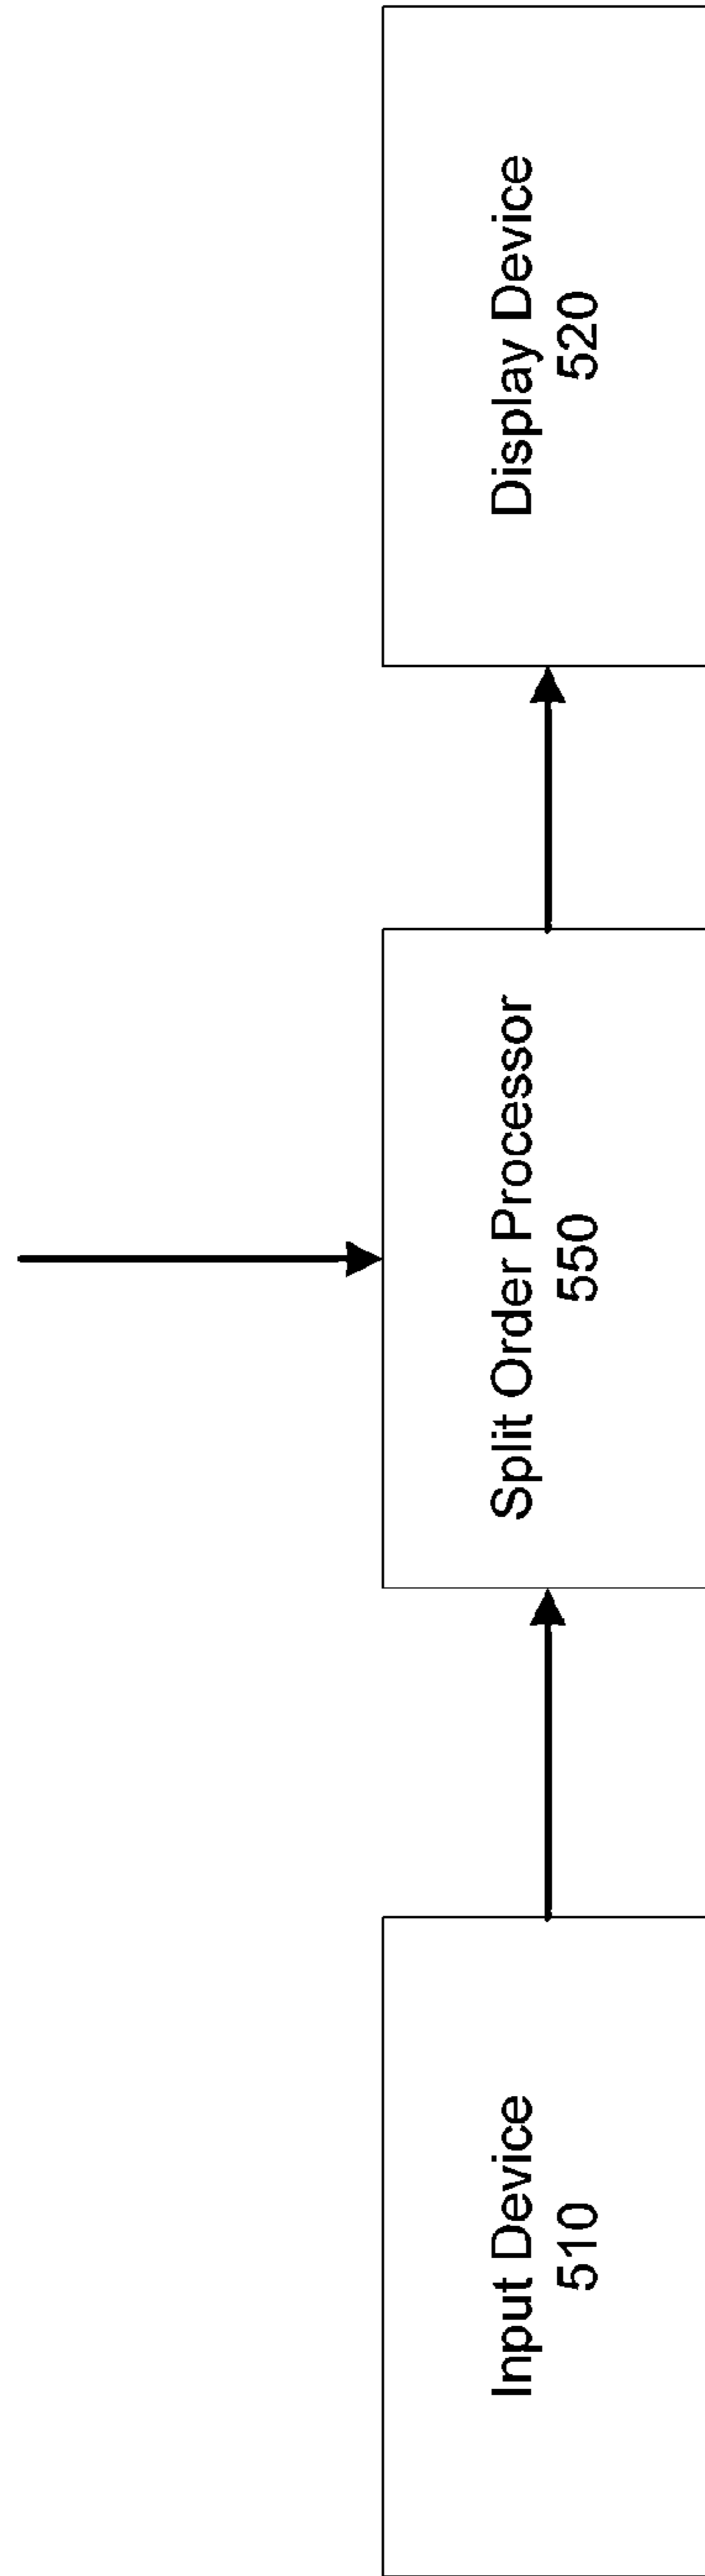 Input Device
510
Split Order Processor
550
Display Device
520